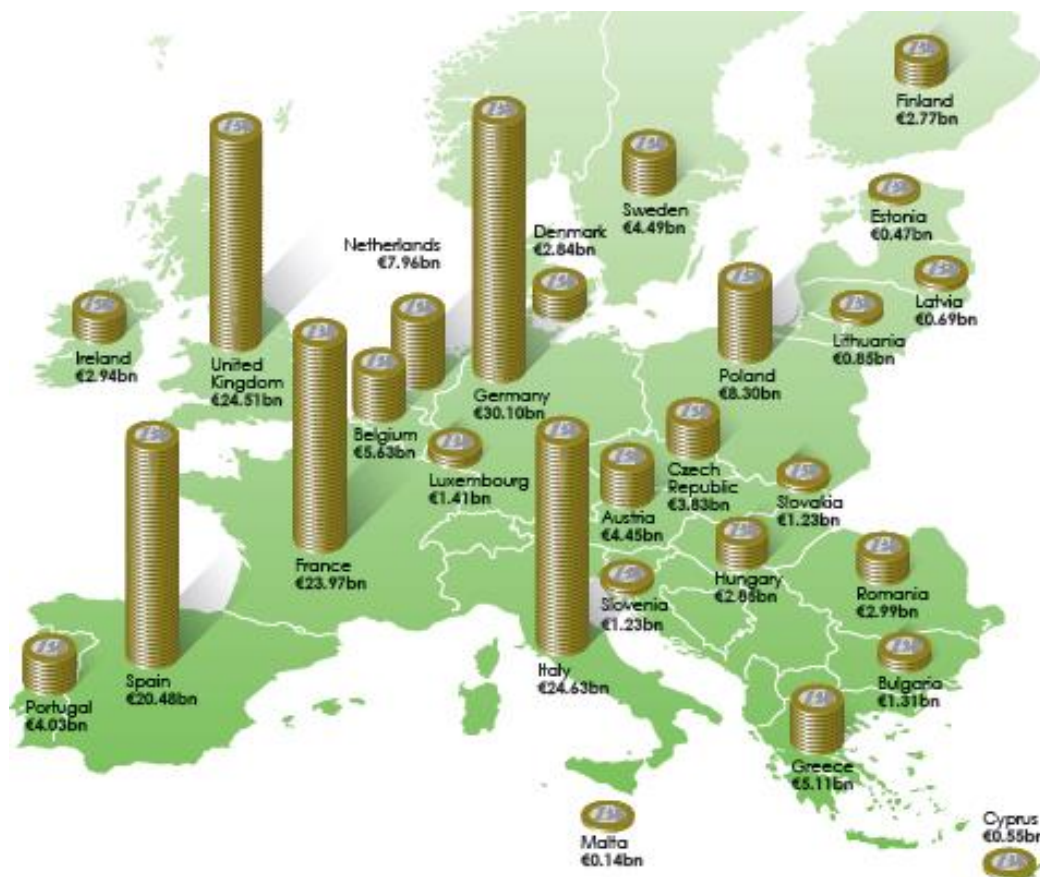 Finland
€2.77bn
Sweden
€4.49bn
Estonia
€0.47bn
Denmark
€2.84bn
Netherlands
€7.96bn
Latvia
€0.69bn
Lithuania
€0.85bn
Ireland
€2.94bn
United
Kingdom
€24.51bn
Poland
€8.30bn
Germany
€30.10bn
Belgium
€5.63bn
Luxembourg
€1.41bn
Czech
Republic
€3.83bn
Slovakia
€1.23bn
Austria
€4.45bn
France
€23.97bn
Hungary
€2.85bn
Romania
€2.99bn
Slovenia
€1.23bn
Italy
€24.63bn
Spain
€20.48bn
Portugal
€4.03bn
Bulgaria
€1.31bn
Greece
€5.11bn
Malta
€0.14bn
Cyprus
€0.55bn